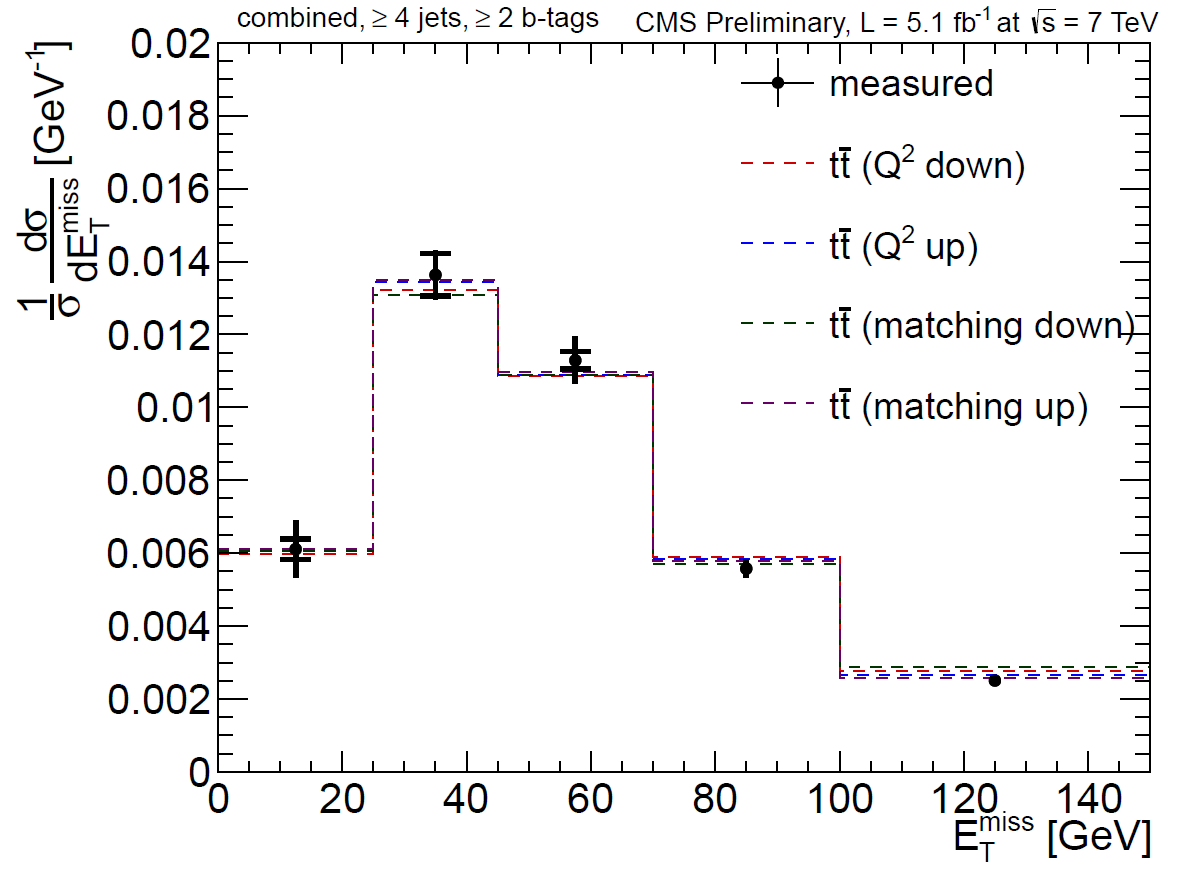 combined, ≥ 4 jets, ≥ 2 b-tags
CMS Preliminary, L = 5.1 fb⁻¹ at √s = 7 TeV
1/σ dσ/dE_T^miss [GeV⁻¹]
0.02
0.018
0.016
0.014
0.012
0.01
0.008
0.006
0.004
0.002
0
measured
tt̄ (Q² down)
tt̄ (Q² up)
tt̄ (matching down)
tt̄ (matching up)
0 20 40 60 80 100 120 140
E_T^miss [GeV]